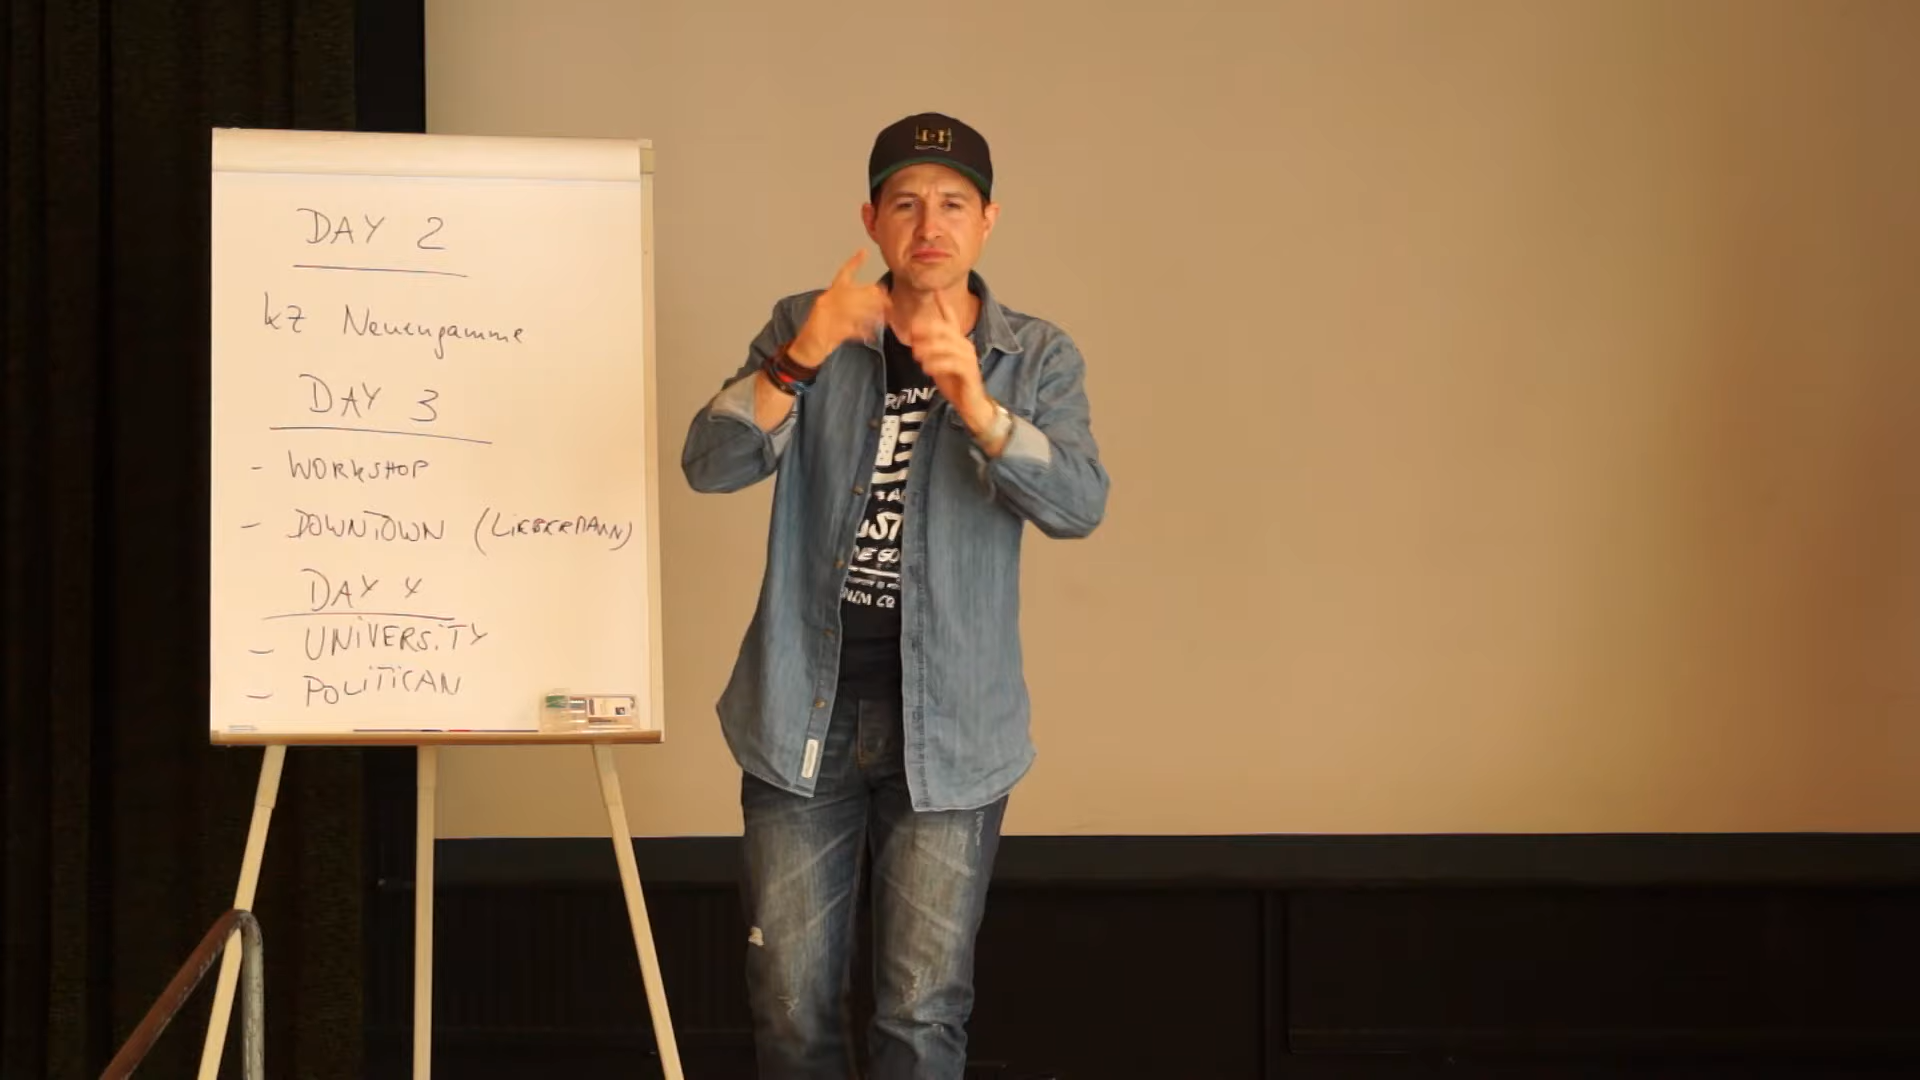 DAY 2
KZ Neuengamme
DAY 3
- WORKSHOP
- DOWNTOWN (LiEBERMANN)
DAY 4
- UNiVERSiTY
- POLiTiCAN